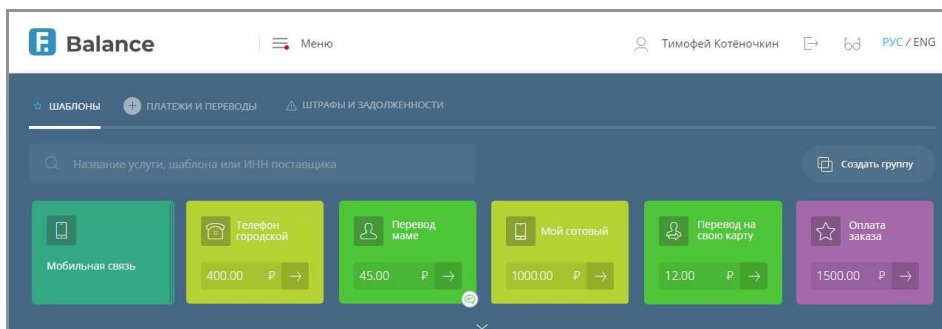 F. Balance
Меню
Тимофей Котёночкин
РУС / ENG
ШАБЛОНЫ
ПЛАТЕЖИ И ПЕРЕВОДЫ
ШТРАФЫ И ЗАДОЛЖЕННОСТИ
Название услуги, шаблона или ИНН поставщика
Создать группу
Мобильная связь
Телефон
городской
400.00 ₽ →
Перевод
маме
45.00 ₽ →
Мой сотовый
1000.00 ₽ →
Перевод на
свою карту
12.00 ₽ →
Оплата
заказа
1500.00 ₽ →